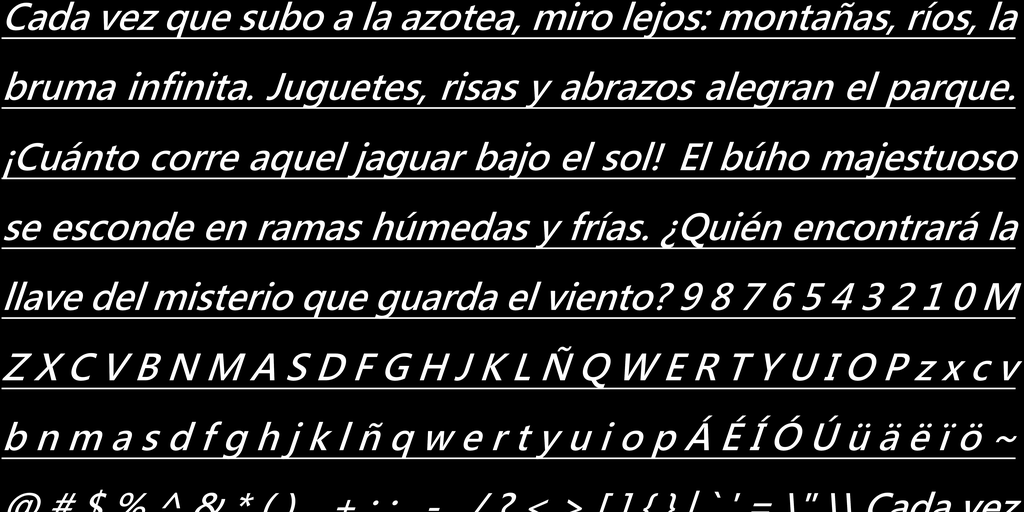 Cada vez que subo a la azotea, miro lejos: montañas, ríos, la
bruma infinita. Juguetes, risas y abrazos alegran el parque.
¡Cuánto corre aquel jaguar bajo el sol! El búho majestuoso
se esconde en ramas húmedas y frías. ¿Quién encontrará la
llave del misterio que guarda el viento? 9 8 7 6 5 4 3 2 1 0 M
Z X C V B N M A S D F G H J K L Ñ Q W E R T Y U I O P z x c v
b n m a s d f g h j k l ñ q w e r t y u i o p Á É Í Ó Ú ü ä ë ï ö ~
@ # $ % ^ & * ( ) _ + : ; , - . / ? < > [ ] { } | ` ' = \" \\ Cada vez